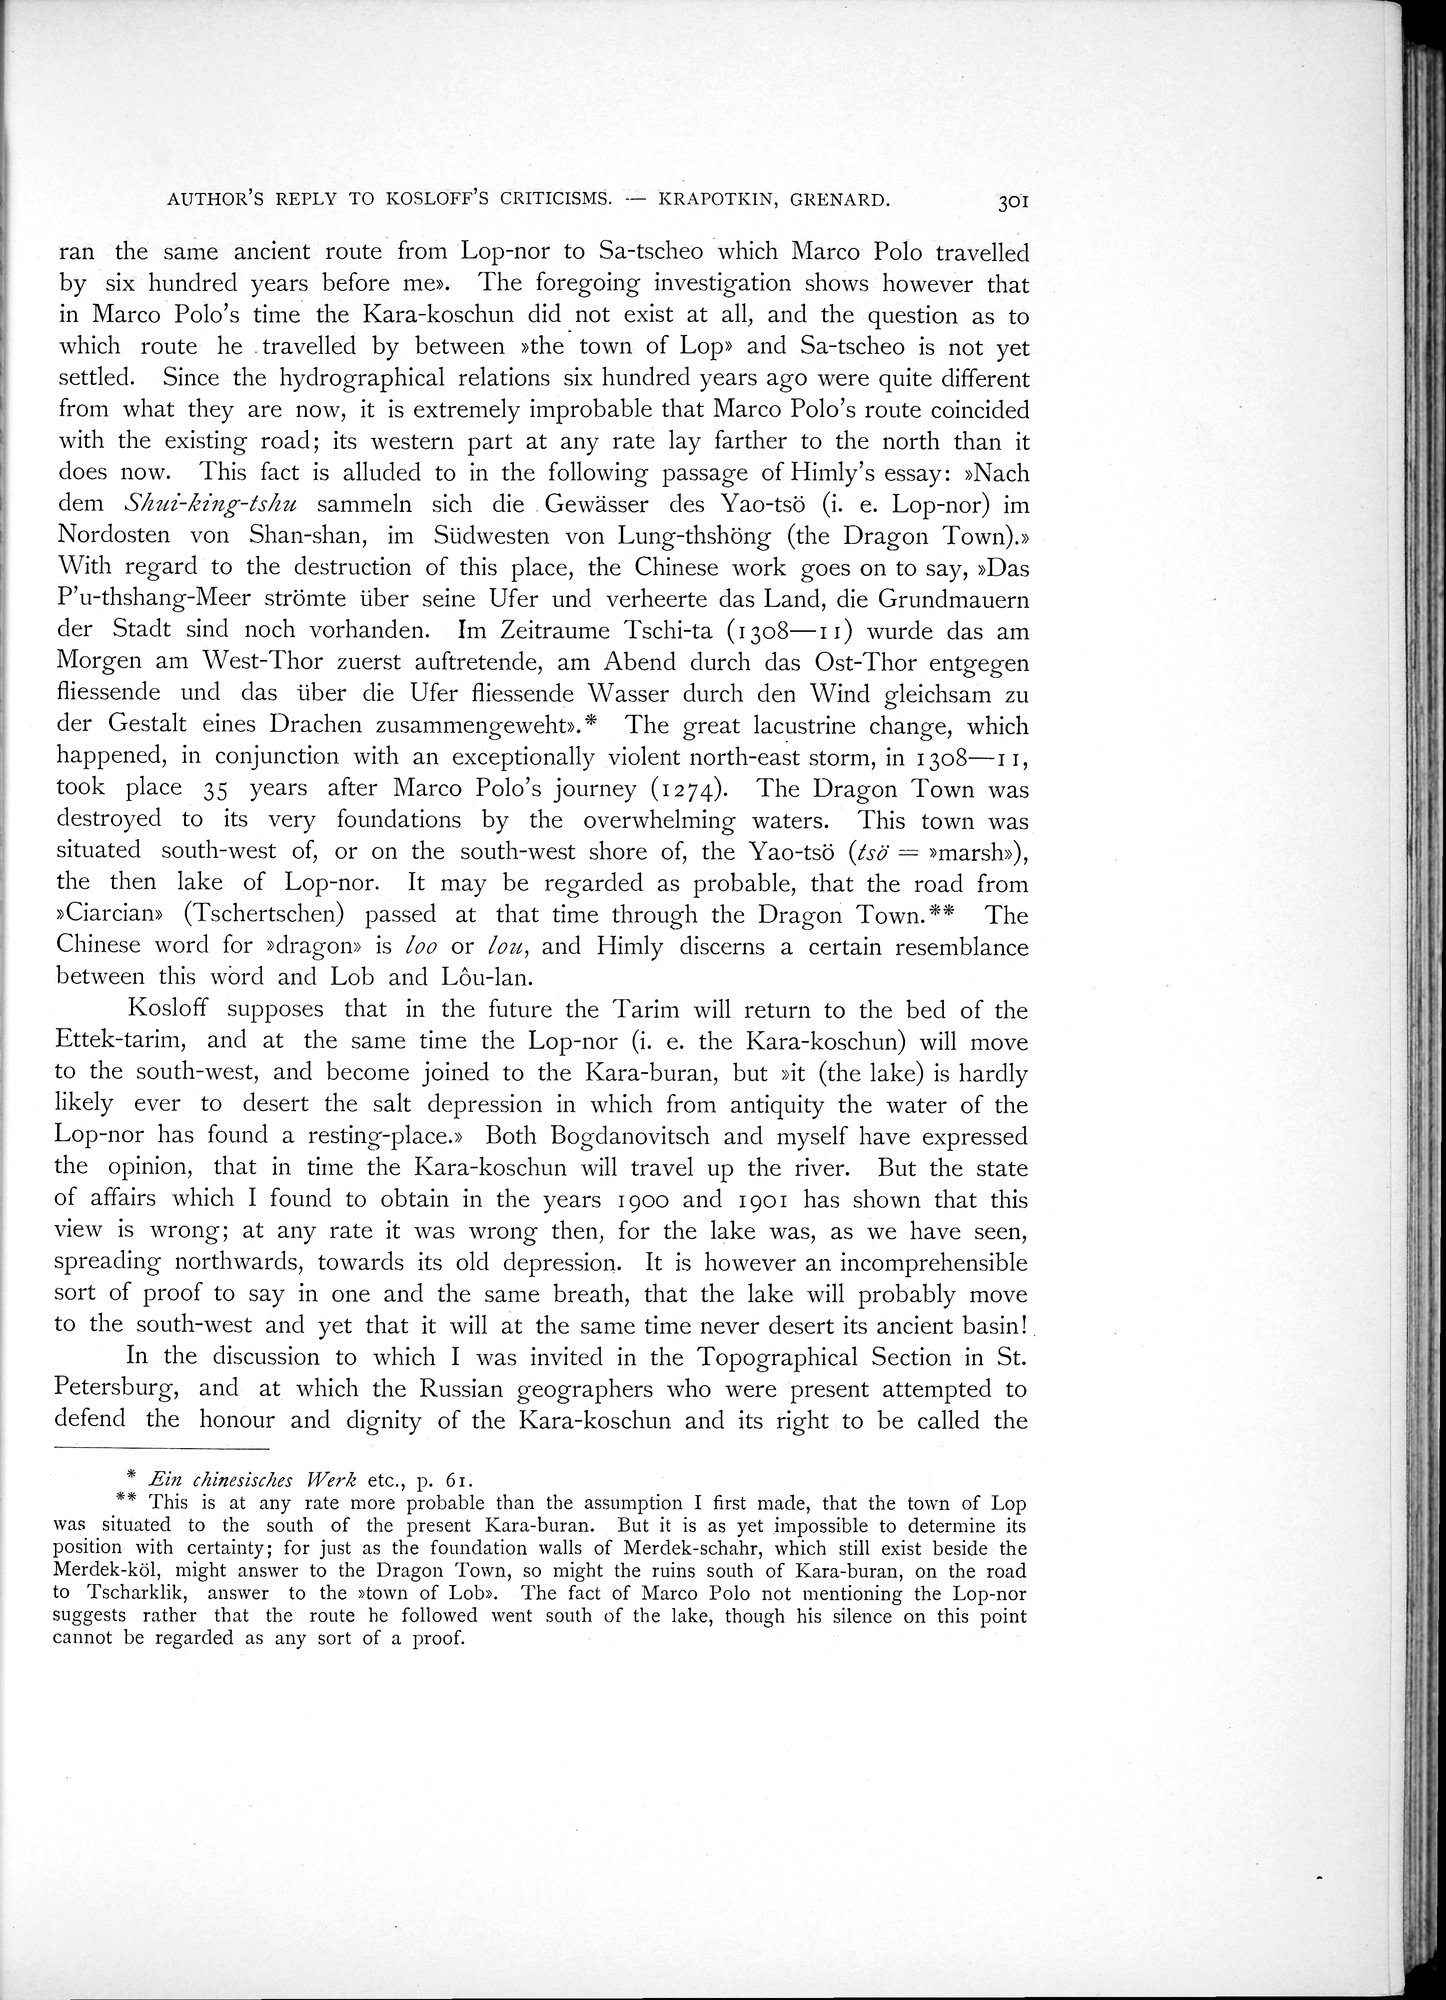 AUTHOR'S REPLY TO KOSLOFF'S CRITICISMS. — KRAPOTKIN, GRENARD. 301
ran the same ancient route from Lop-nor to Sa-tscheo which Marco Polo travelled
by six hundred years before me». The foregoing investigation shows however that
in Marco Polo's time the Kara-koschun did not exist at all, and the question as to
which route he travelled by between »the town of Lop» and Sa-tscheo is not yet
settled. Since the hydrographical relations six hundred years ago were quite different
from what they are now, it is extremely improbable that Marco Polo's route coincided
with the existing road; its western part at any rate lay farther to the north than it
does now. This fact is alluded to in the following passage of Himly's essay: »Nach
dem Shui-king-tshu sammeln sich die Gewässer des Yao-tsö (i. e. Lop-nor) im
Nordosten von Shan-shan, im Südwesten von Lung-thshöng (the Dragon Town).»
With regard to the destruction of this place, the Chinese work goes on to say, »Das
P'u-thshang-Meer strömte über seine Ufer und verheerte das Land, die Grundmauern
der Stadt sind noch vorhanden. Im Zeitraume Tschi-ta (1308—11) wurde das am
Morgen am West-Thor zuerst auftretende, am Abend durch das Ost-Thor entgegen
fliessende und das über die Ufer fliessende Wasser durch den Wind gleichsam zu
der Gestalt eines Drachen zusammengeweht».* The great lacustrine change, which
happened, in conjunction with an exceptionally violent north-east storm, in 1308—11,
took place 35 years after Marco Polo's journey (1274). The Dragon Town was
destroyed to its very foundations by the overwhelming waters. This town was
situated south-west of, or on the south-west shore of, the Yao-tsö (tsö = »marsh»),
the then lake of Lop-nor. It may be regarded as probable, that the road from
»Ciarcian» (Tschertschen) passed at that time through the Dragon Town.** The
Chinese word for »dragon» is loo or lou, and Himly discerns a certain resemblance
between this word and Lob and Lôu-lan.
Kosloff supposes that in the future the Tarim will return to the bed of the
Ettek-tarim, and at the same time the Lop-nor (i. e. the Kara-koschun) will move
to the south-west, and become joined to the Kara-buran, but »it (the lake) is hardly
likely ever to desert the salt depression in which from antiquity the water of the
Lop-nor has found a resting-place.» Both Bogdanovitsch and myself have expressed
the opinion, that in time the Kara-koschun will travel up the river. But the state
of affairs which I found to obtain in the years 1900 and 1901 has shown that this
view is wrong; at any rate it was wrong then, for the lake was, as we have seen,
spreading northwards, towards its old depression. It is however an incomprehensible
sort of proof to say in one and the same breath, that the lake will probably move
to the south-west and yet that it will at the same time never desert its ancient basin!
In the discussion to which I was invited in the Topographical Section in St.
Petersburg, and at which the Russian geographers who were present attempted to
defend the honour and dignity of the Kara-koschun and its right to be called the
* Ein chinesisches Werk etc., p. 61.
** This is at any rate more probable than the assumption I first made, that the town of Lop
was situated to the south of the present Kara-buran. But it is as yet impossible to determine its
position with certainty; for just as the foundation walls of Merdek-schahr, which still exist beside the
Merdek-köl, might answer to the Dragon Town, so might the ruins south of Kara-buran, on the road
to Tscharklik, answer to the »town of Lob». The fact of Marco Polo not mentioning the Lop-nor
suggests rather that the route he followed went south of the lake, though his silence on this point
cannot be regarded as any sort of a proof.